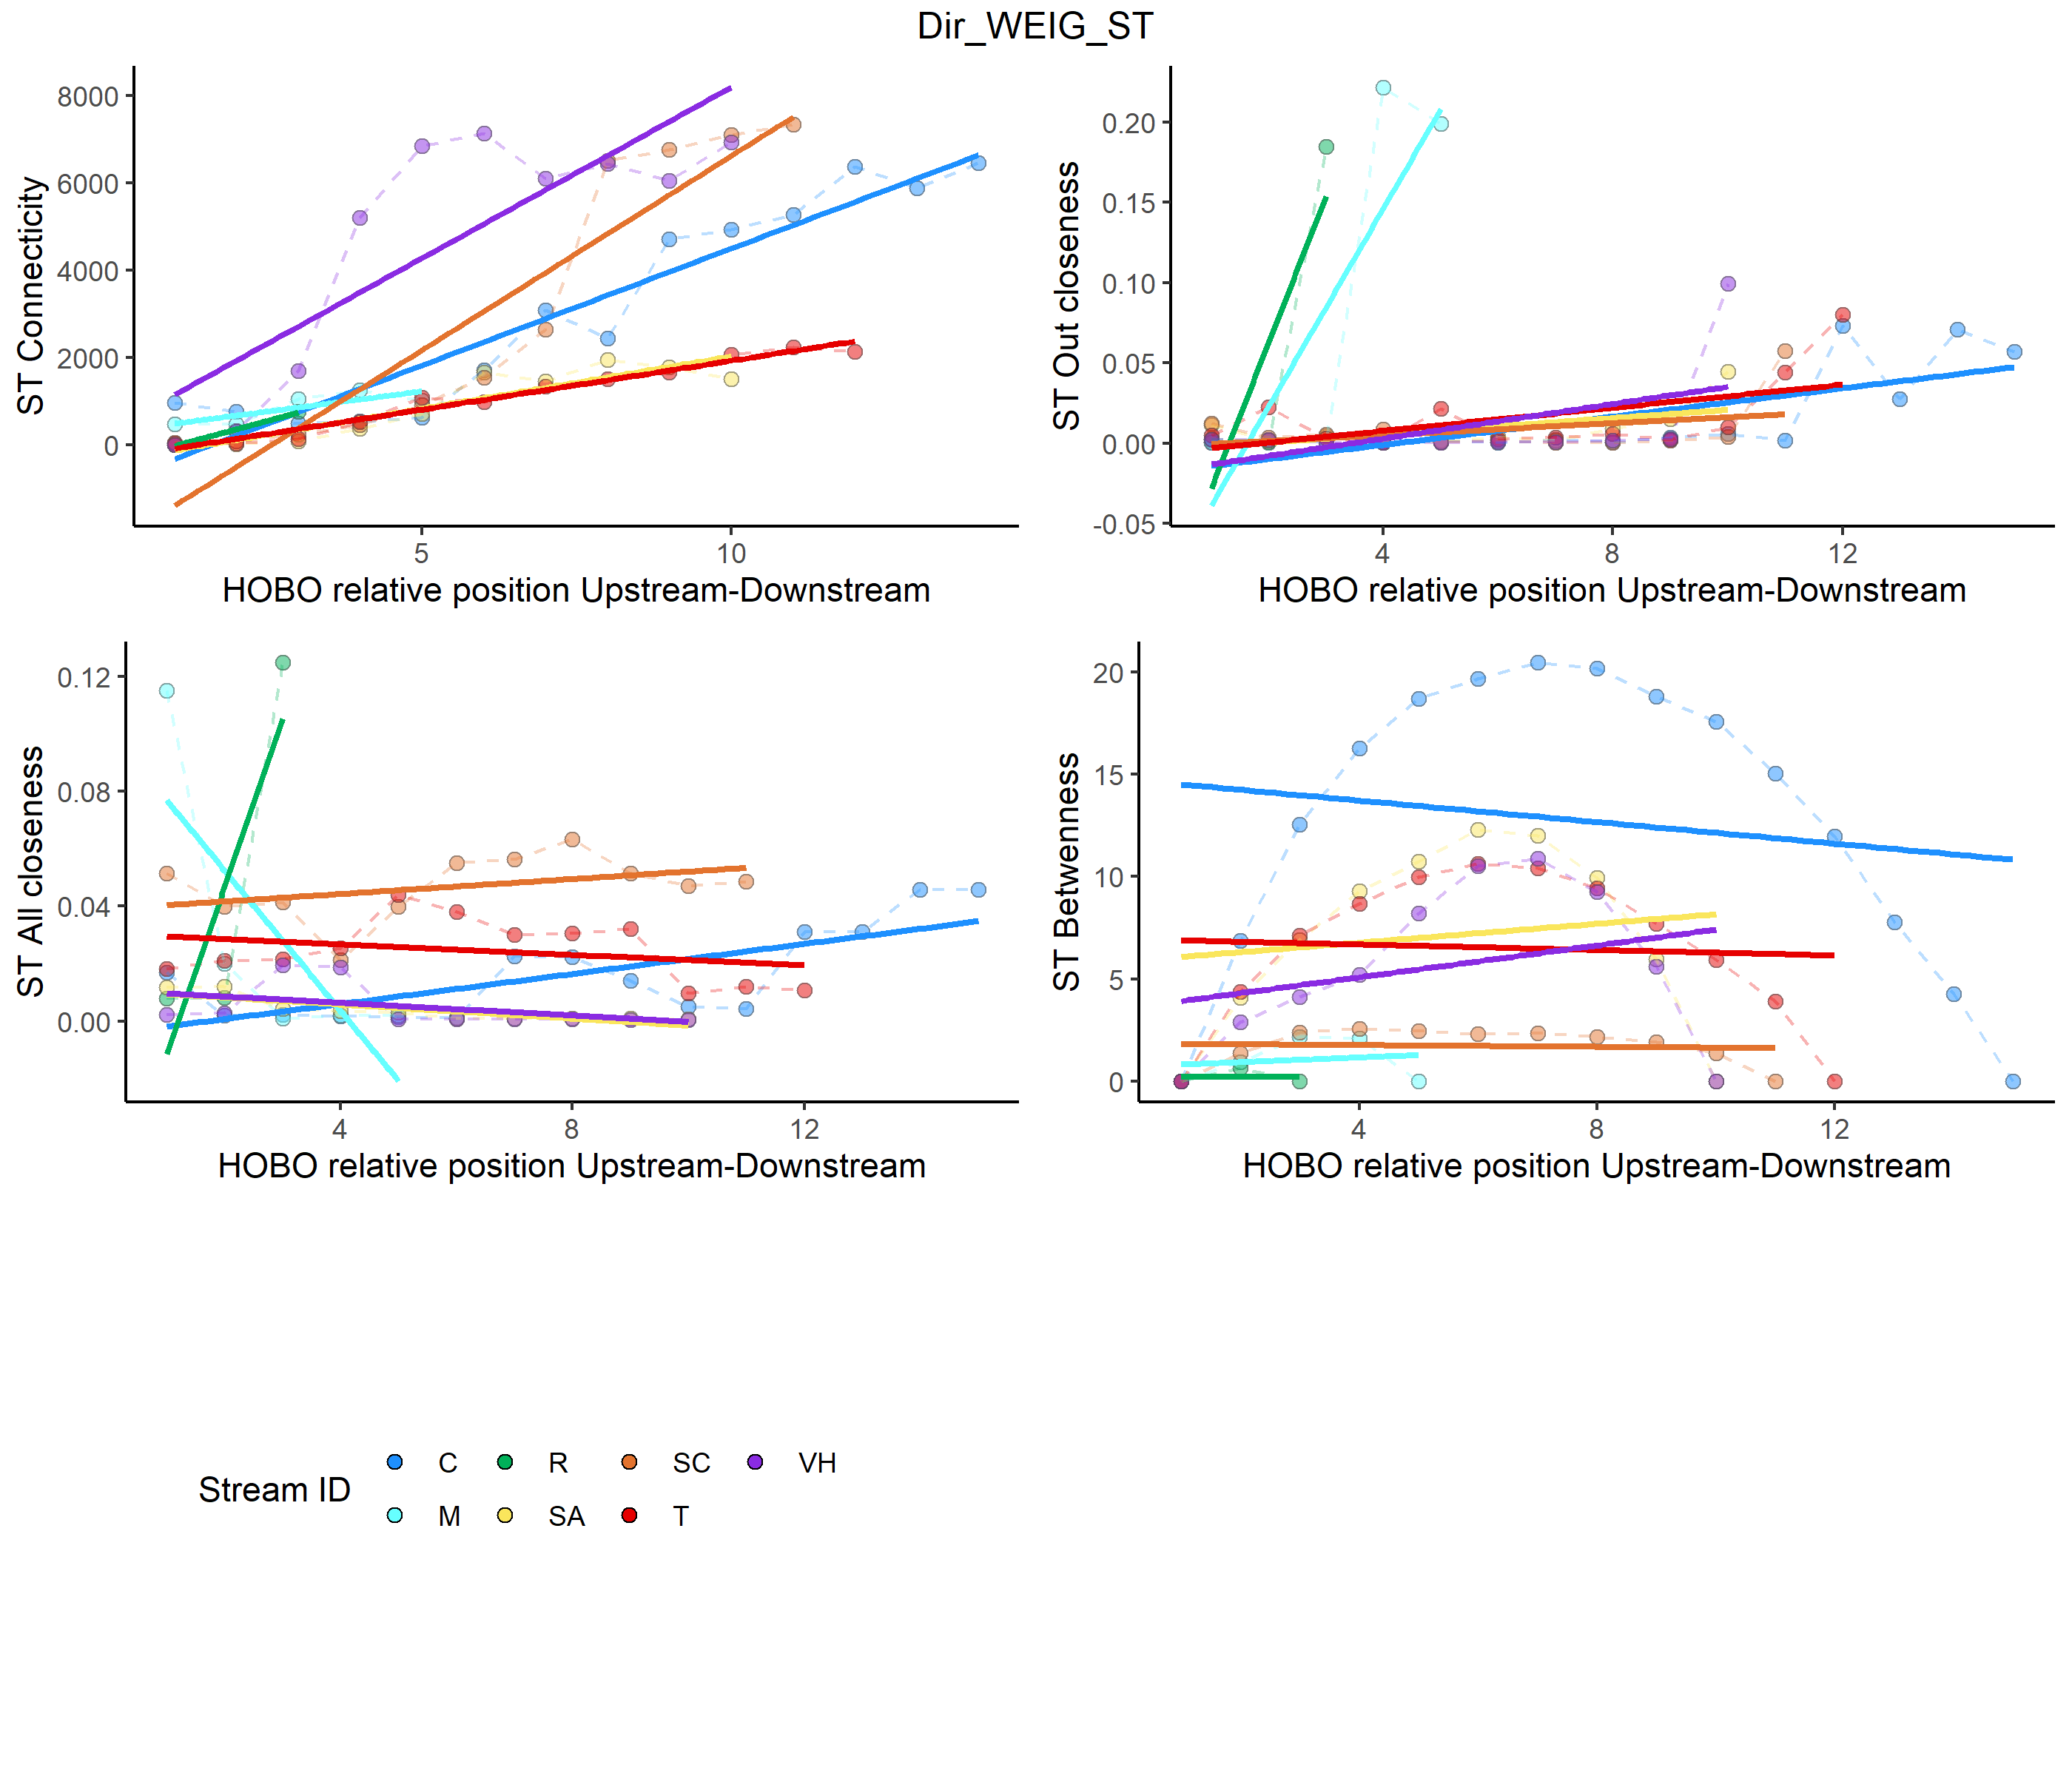 Dir_WEIG_ST
ST Connecticity
8000
6000
4000
2000
0
5 10
HOBO relative position Upstream-Downstream
ST Out closeness
0.20
0.15
0.10
0.05
0.00
-0.05
4 8 12
HOBO relative position Upstream-Downstream
ST All closeness
0.12
0.08
0.04
0.00
4 8 12
HOBO relative position Upstream-Downstream
ST Betwenness
20
15
10
5
0
4 8 12
HOBO relative position Upstream-Downstream
Stream ID
C R SC VH
M SA T